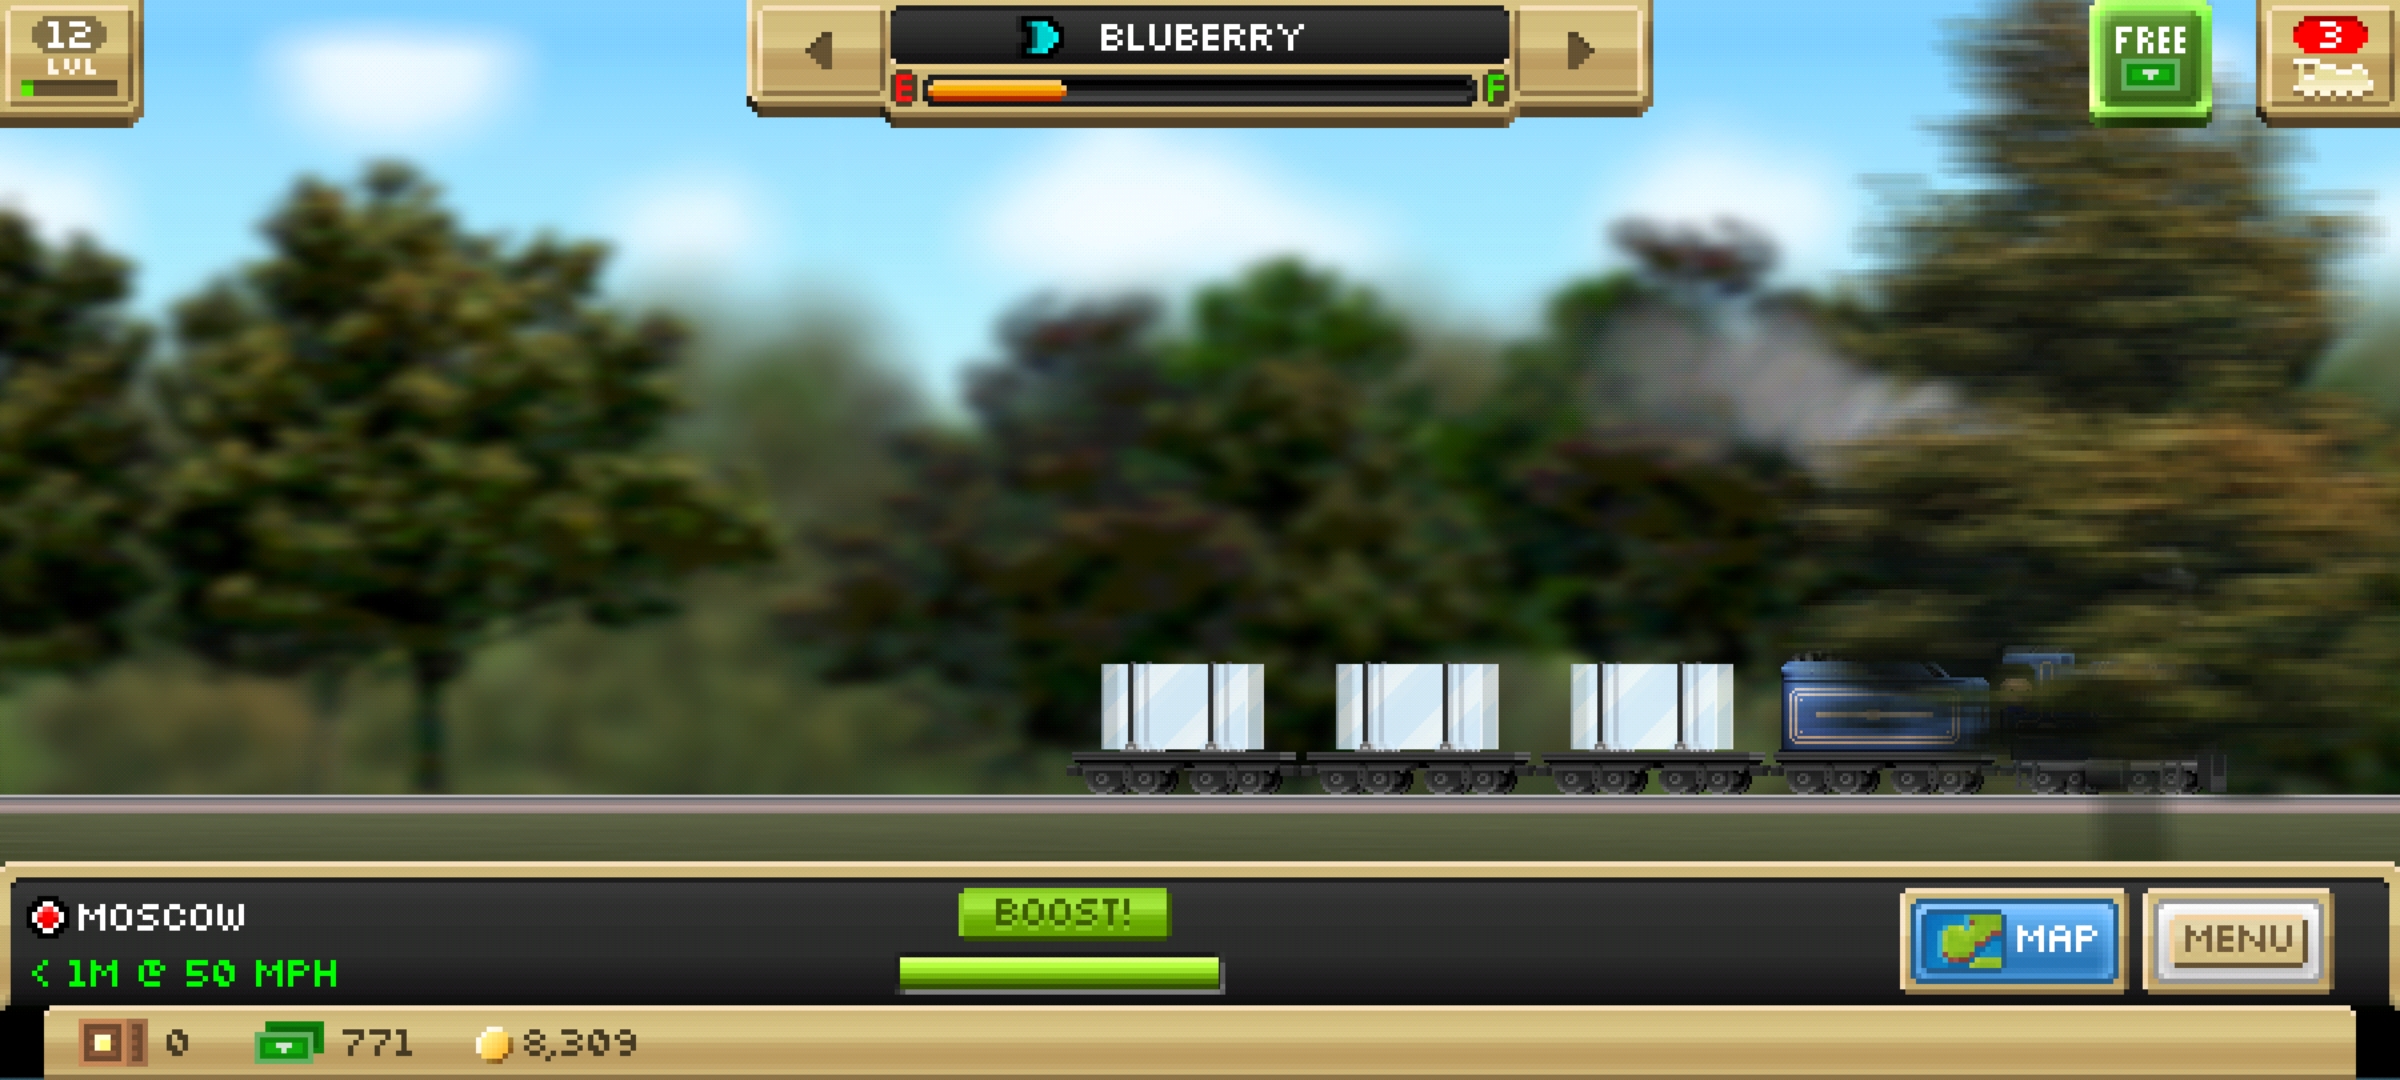 12
LVL
BLUBERRY
E F
FREE
3
MOSCOW
< 1M @ 50 MPH
BOOST!
MAP
MENU
0
771
8,309